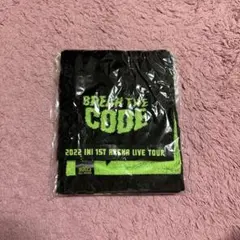 BREAK THE
CODE
2022 INI 1ST ARENA LIVE TOUR